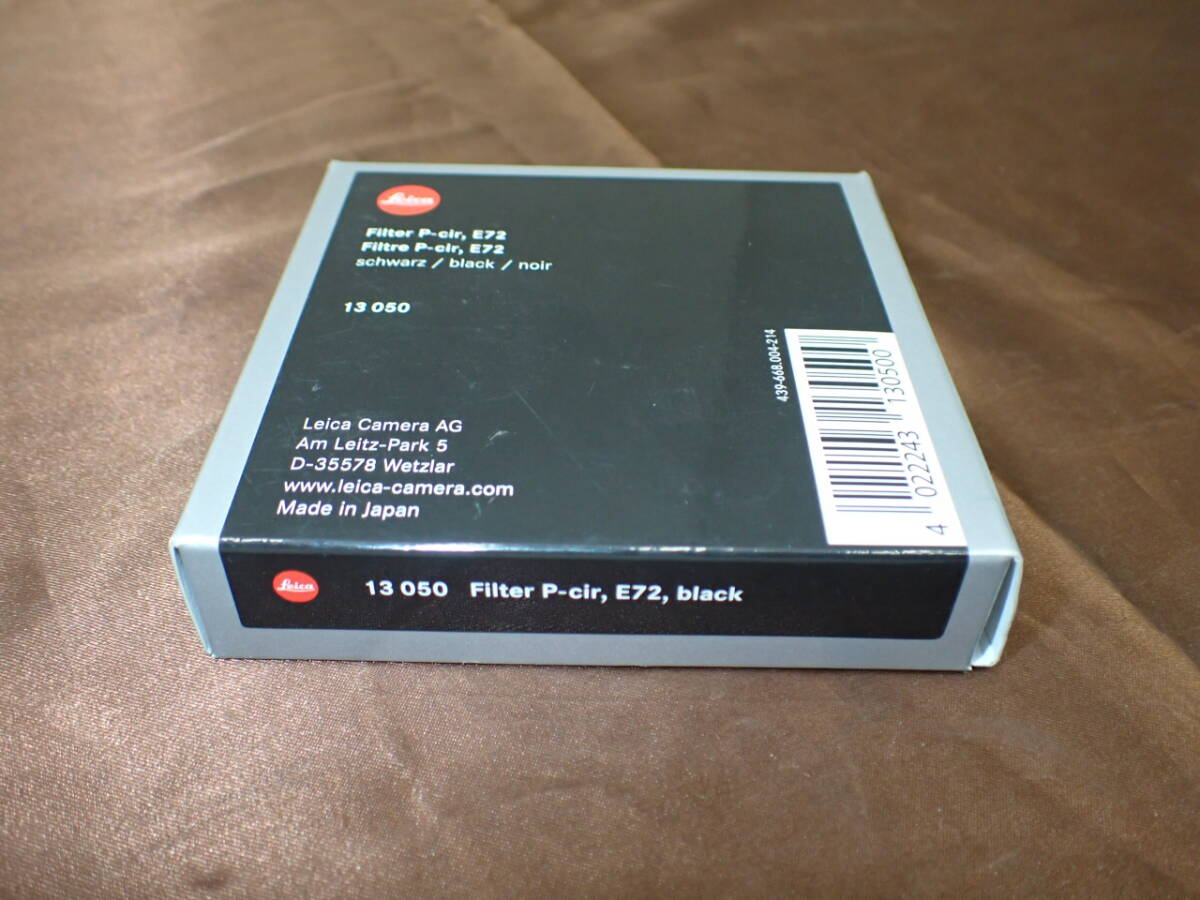 Leica
Filter P-cir, E72
Filtre P-cir, E72
schwarz / black / noir
13 050
439-668.004-214
4 022243 130500
Leica Camera AG
Am Leitz-Park 5
D-35578 Wetzlar
www.leica-camera.com
Made in Japan
Leica 13 050 Filter P-cir, E72, black